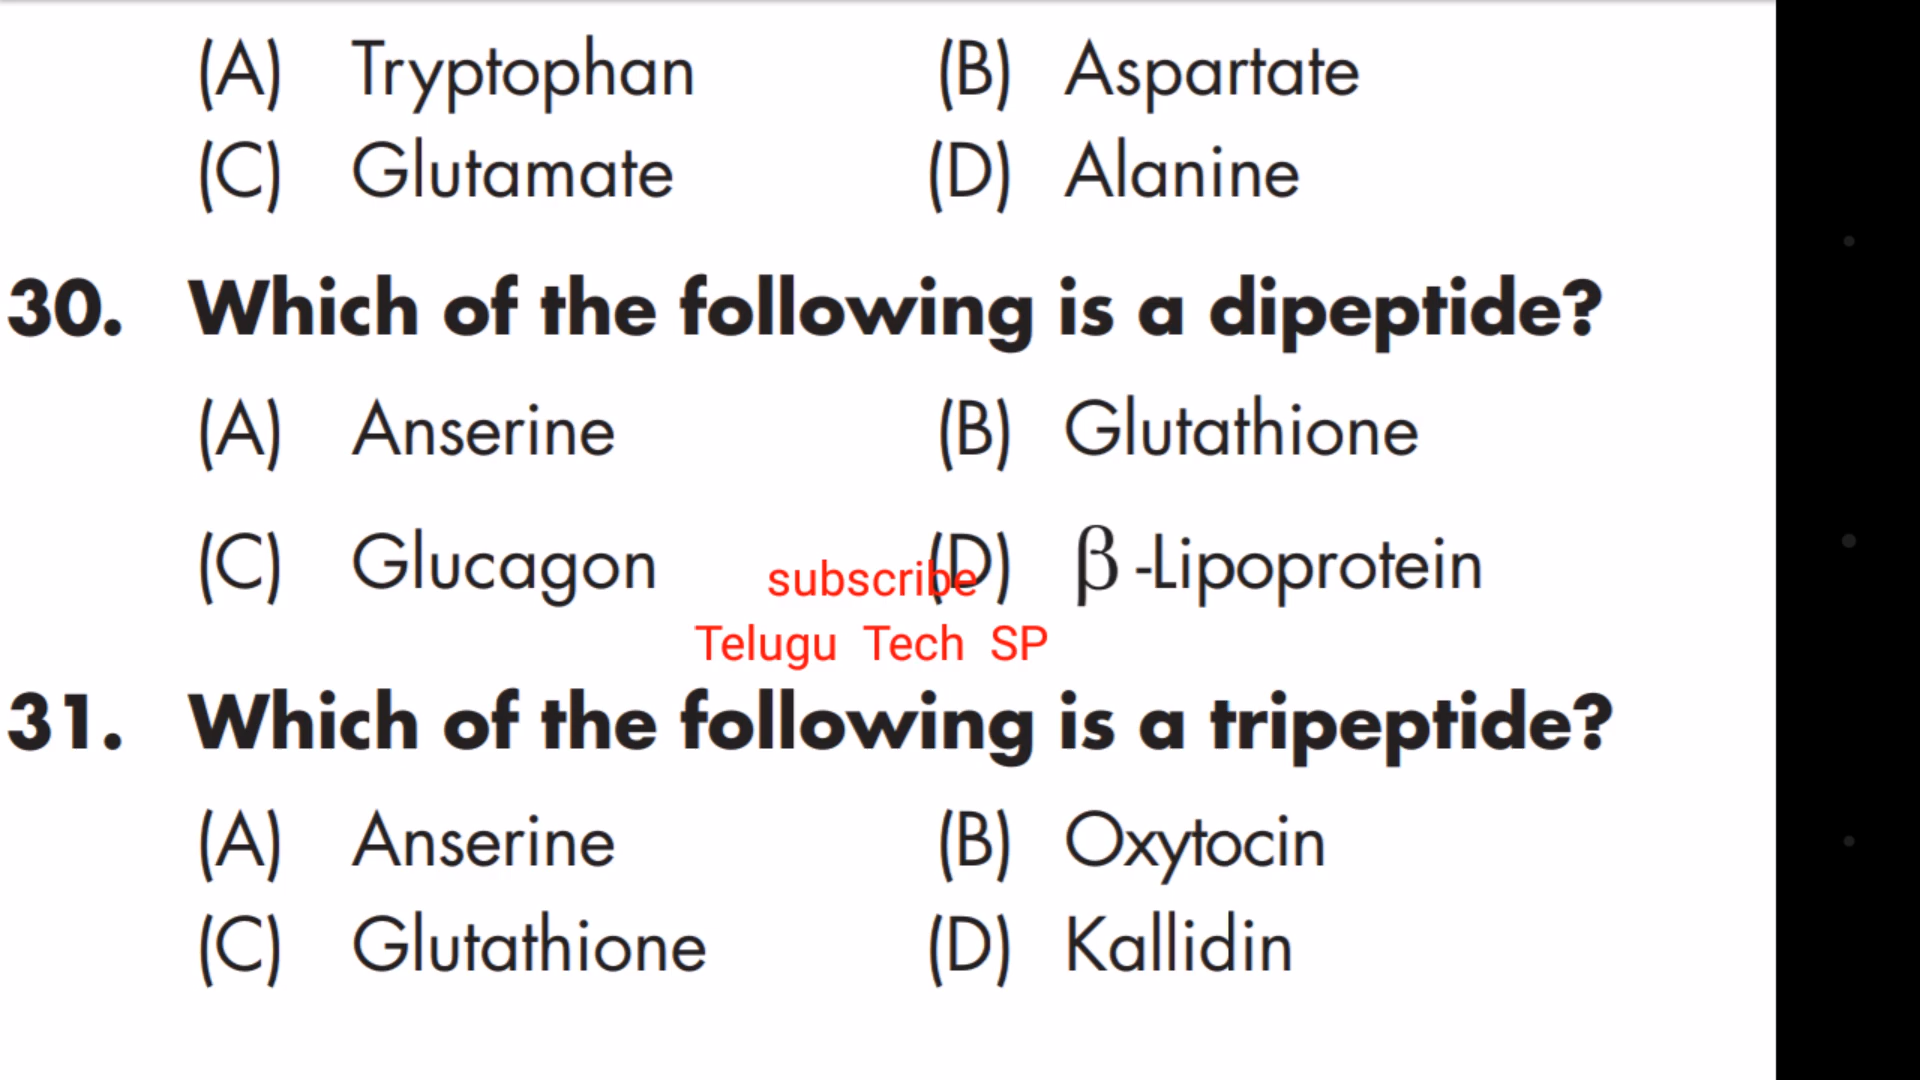 (A) Tryptophan (B) Aspartate
(C) Glutamate (D) Alanine
30. Which of the following is a dipeptide?
(A) Anserine (B) Glutathione
(C) Glucagon (D) β -Lipoprotein
subscribe
Telugu Tech SP
31. Which of the following is a tripeptide?
(A) Anserine (B) Oxytocin
(C) Glutathione (D) Kallidin